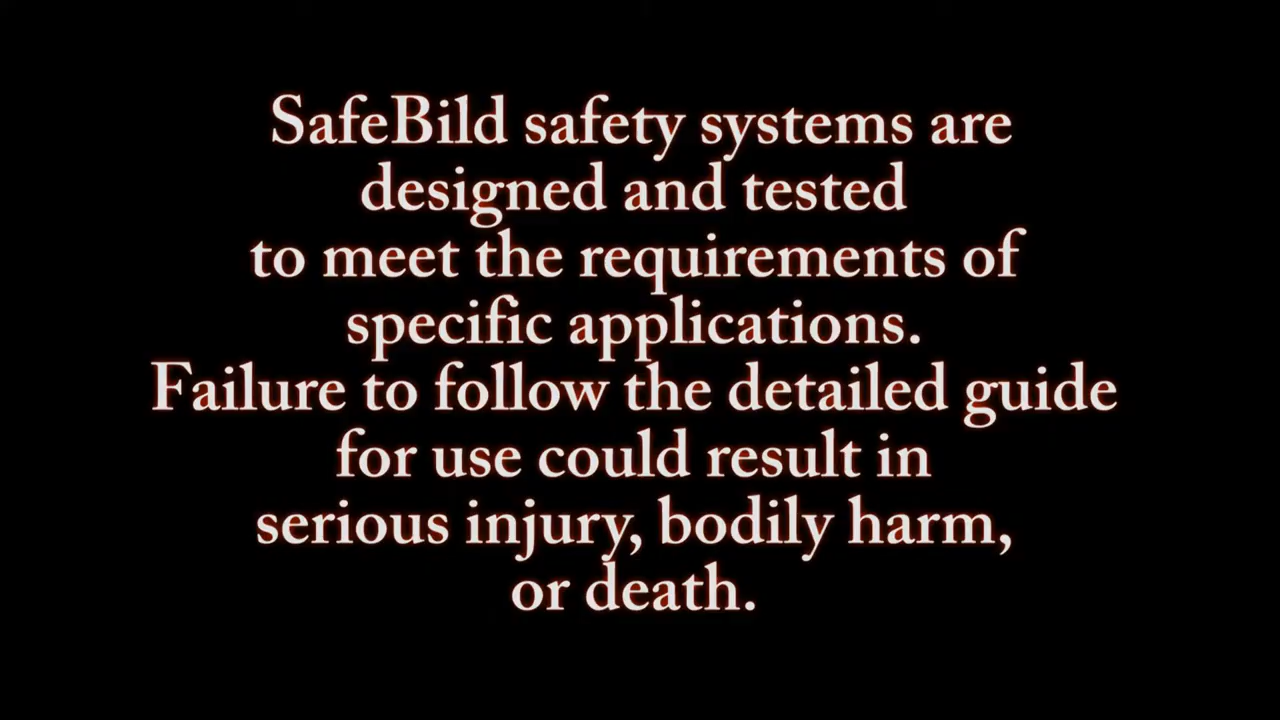 SafeBild safety systems are
designed and tested
to meet the requirements of
specific applications.
Failure to follow the detailed guide
for use could result in
serious injury, bodily harm,
or death.